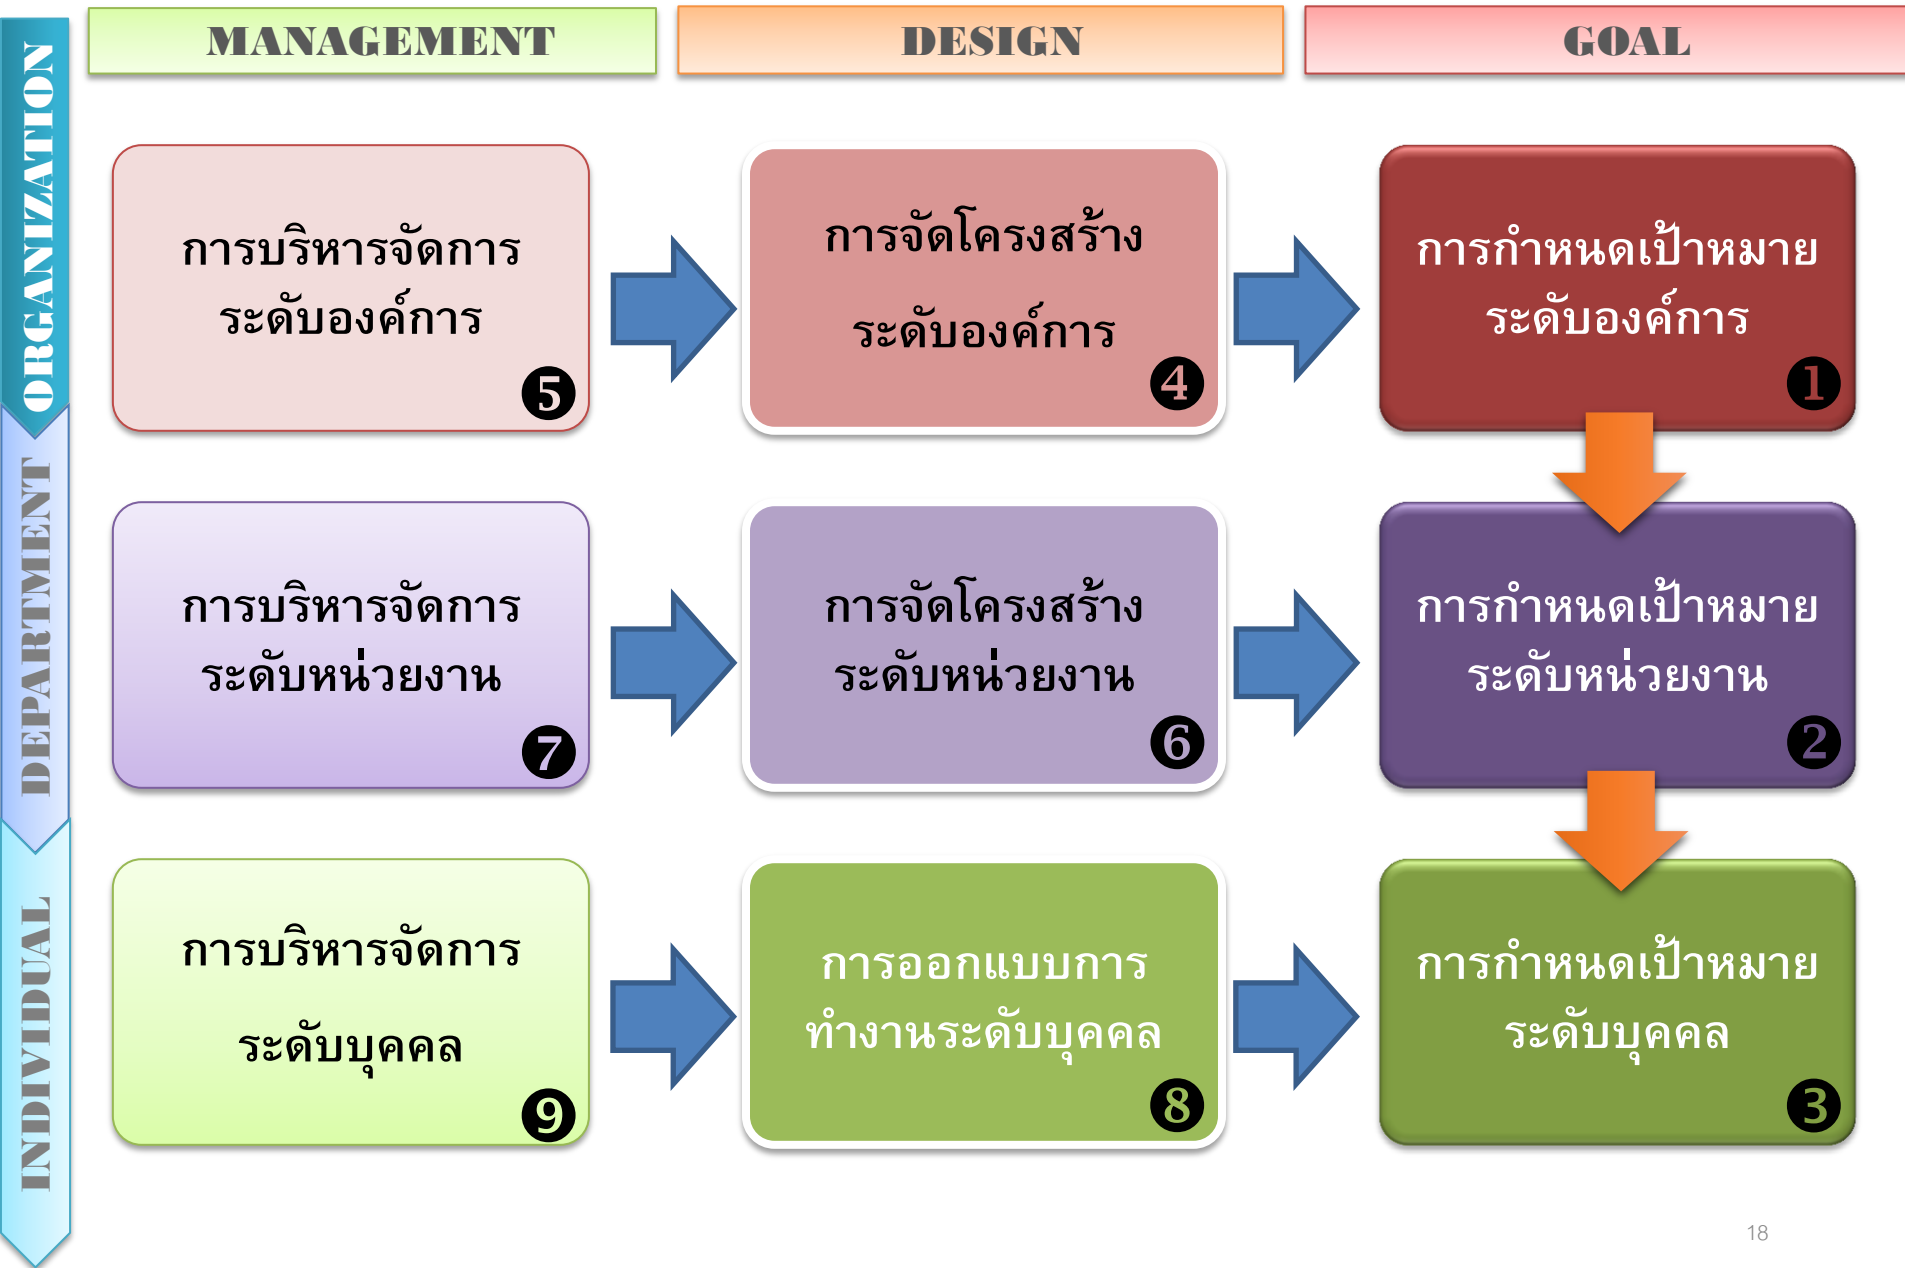 MANAGEMENT
DESIGN
GOAL
ORGANIZATION
การบริหารจัดการ
ระดับองค์การ
5
การจัดโครงสร้าง
ระดับองค์การ
4
การกำหนดเป้าหมาย
ระดับองค์การ
1
DEPARTMENT
การบริหารจัดการ
ระดับหน่วยงาน
7
การจัดโครงสร้าง
ระดับหน่วยงาน
6
การกำหนดเป้าหมาย
ระดับหน่วยงาน
2
INDIVIDUAL
การบริหารจัดการ
ระดับบุคคล
9
การออกแบบการ
ทำงานระดับบุคคล
8
การกำหนดเป้าหมาย
ระดับบุคคล
3
18